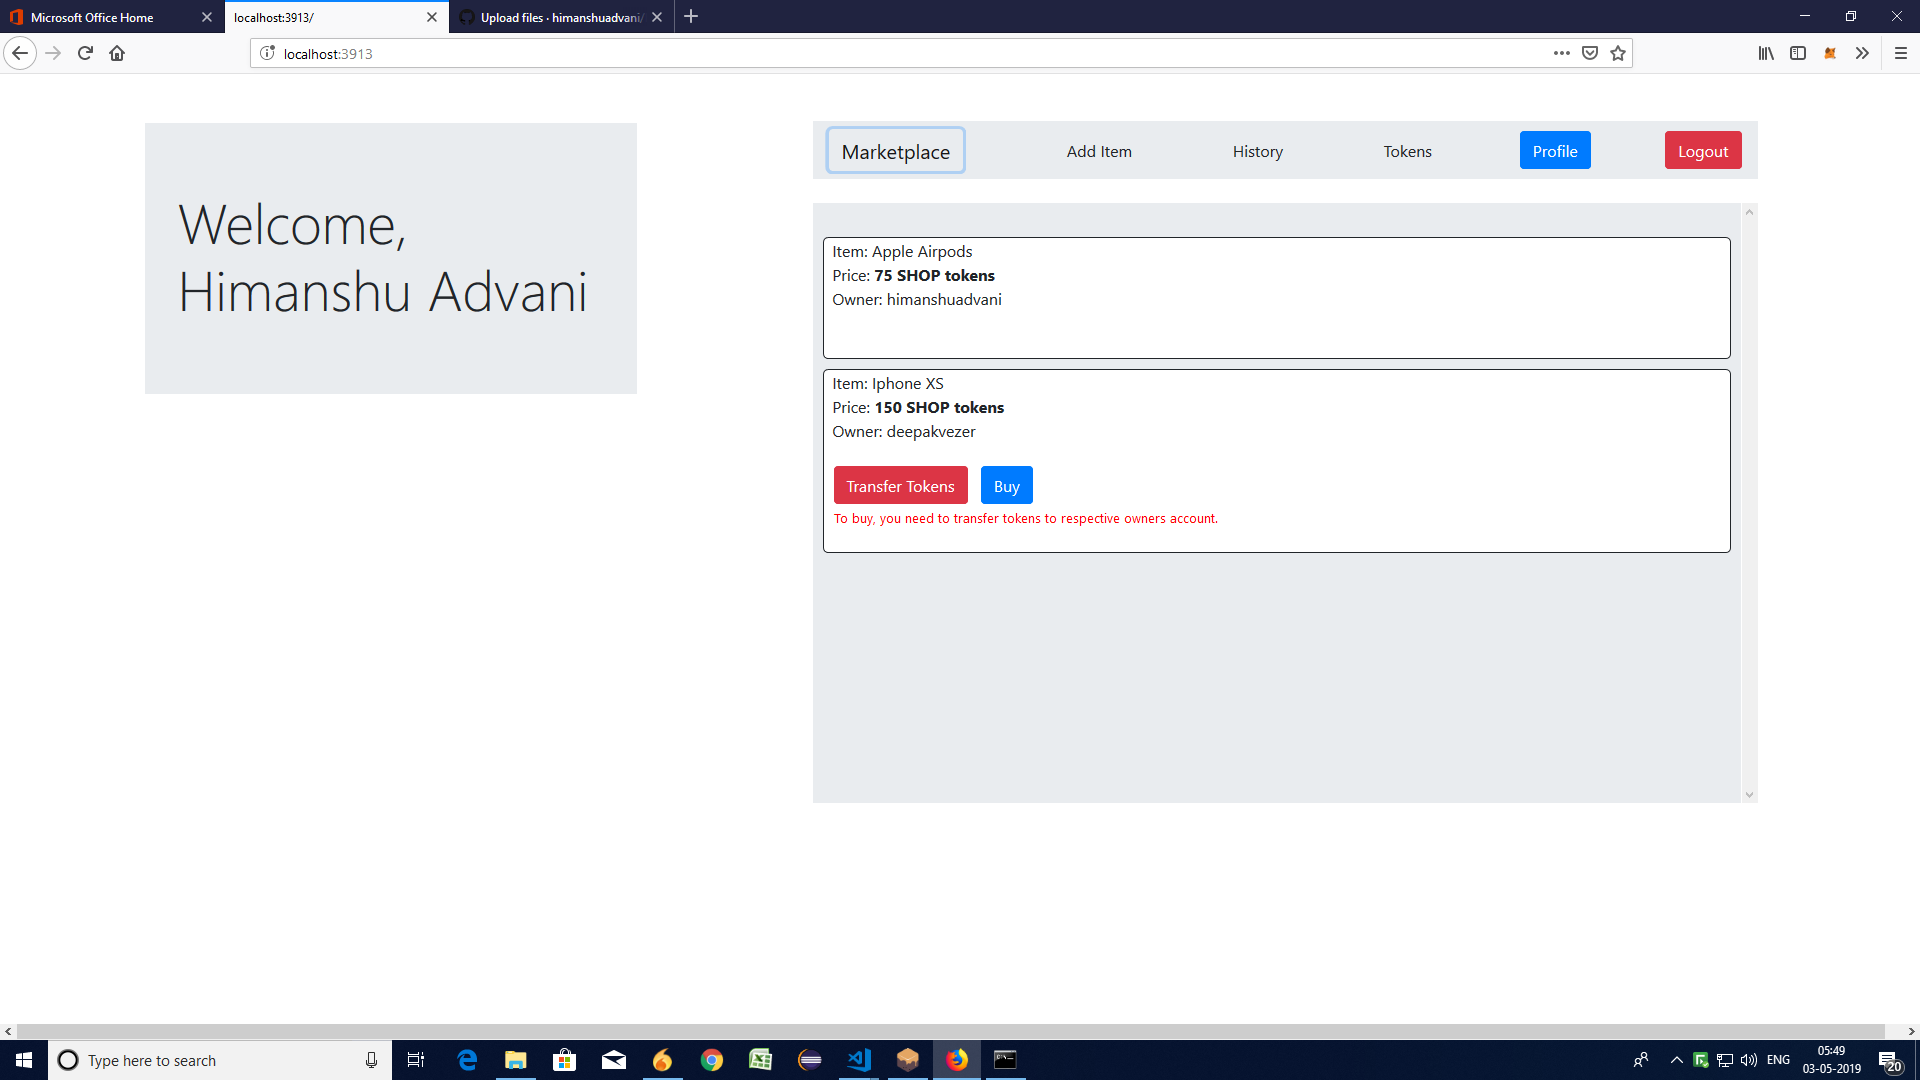 Microsoft Office Home
localhost:3913/
Upload files · himanshuadvani/
localhost:3913
Welcome,
Himanshu Advani
Marketplace
Add Item
History
Tokens
Profile
Logout
Item: Apple Airpods
Price: 75 SHOP tokens
Owner: himanshuadvani
Item: Iphone XS
Price: 150 SHOP tokens
Owner: deepakvezer
Transfer Tokens
Buy
To buy, you need to transfer tokens to respective owners account.
Type here to search
ENG
05:49
03-05-2019
20